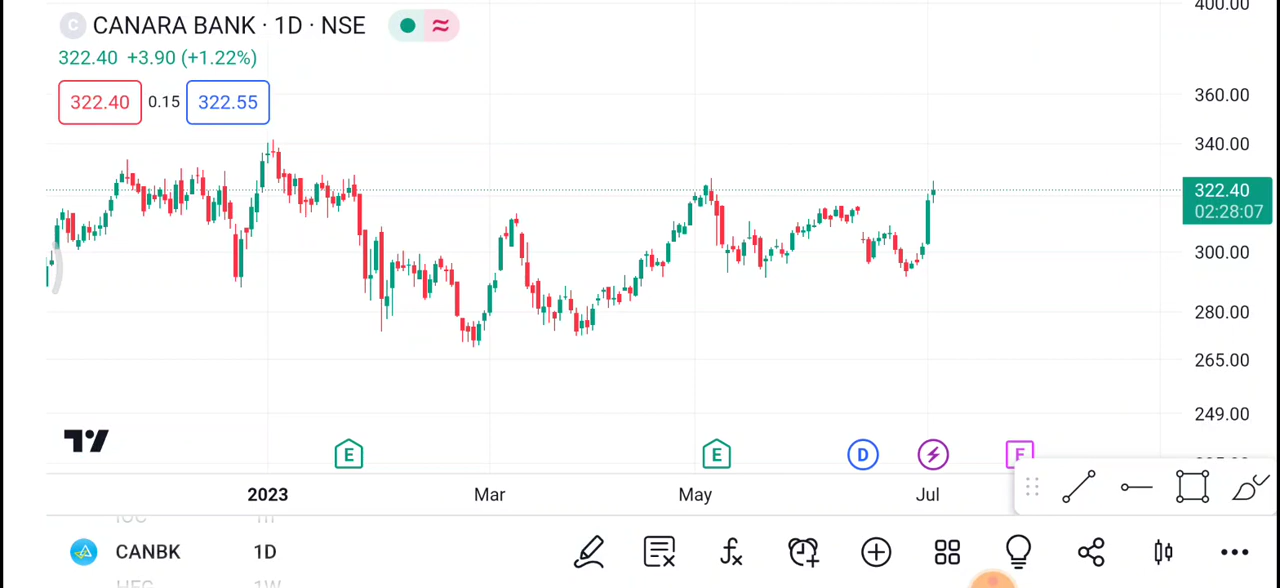 400.00
C CANARA BANK · 1D · NSE
322.40 +3.90 (+1.22%)
322.40 0.15 322.55
360.00
340.00
322.40
02:28:07
300.00
280.00
265.00
249.00
E E D F
2023 Mar May Jul
CANBK 1D
1W